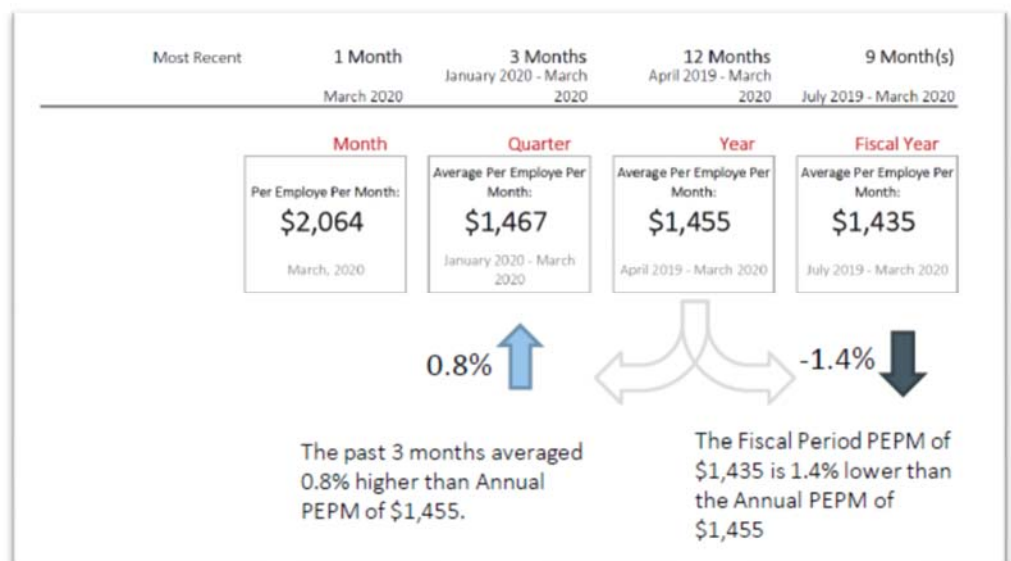 Most Recent 1 Month 3 Months 12 Months 9 Month(s)
January 2020 - March April 2019 - March
March 2020 2020 2020 July 2019 - March 2020
Month Quarter Year Fiscal Year
Average Per Employe Per Average Per Employe Per Average Per Employe Per
Per Employe Per Month: Month: Month: Month:
$2,064 $1,467 $1,455 $1,435
March, 2020 January 2020 - March April 2019 - March 2020 July 2019 - March 2020
2020
0.8% -1.4%
The past 3 months averaged
0.8% higher than Annual
PEPM of $1,455.
The Fiscal Period PEPM of
$1,435 is 1.4% lower than
the Annual PEPM of
$1,455